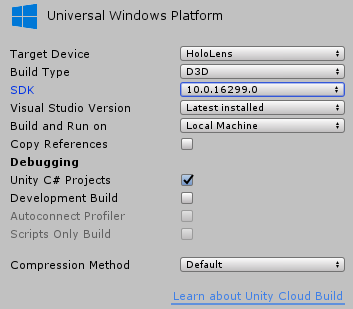 Universal Windows Platform
Target Device HoloLens
Build Type D3D
SDK 10.0.16299.0
Visual Studio Version Latest installed
Build and Run on Local Machine
Copy References
Debugging
Unity C# Projects
Development Build
Autoconnect Profiler
Scripts Only Build
Compression Method Default
Learn about Unity Cloud Build